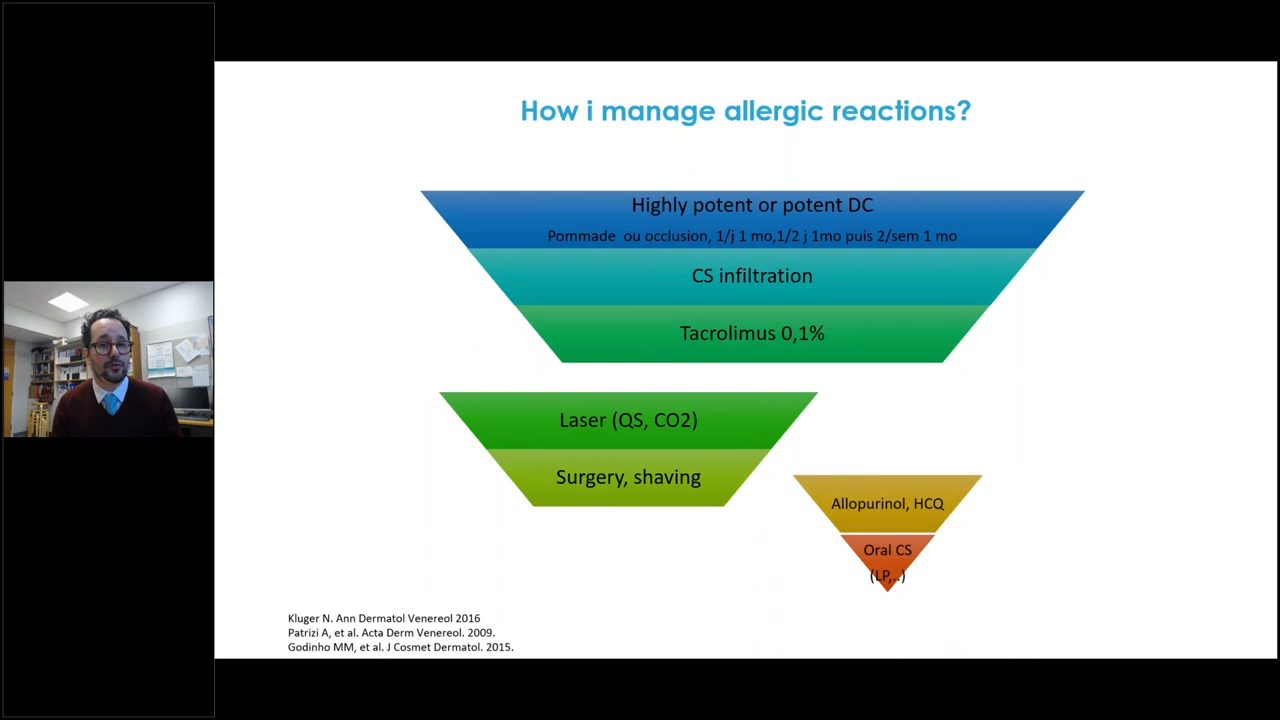 How i manage allergic reactions?
Highly potent or potent DC
Pommade ou occlusion, 1/j 1 mo,1/2 j 1mo puis 2/sem 1 mo
CS infiltration
Tacrolimus 0,1%
Laser (QS, CO2)
Surgery, shaving
Allopurinol, HCQ
Oral CS
(LP,..)
Kluger N. Ann Dermatol Venereol 2016
Patrizi A, et al. Acta Derm Venereol. 2009.
Godinho MM, et al. J Cosmet Dermatol. 2015.